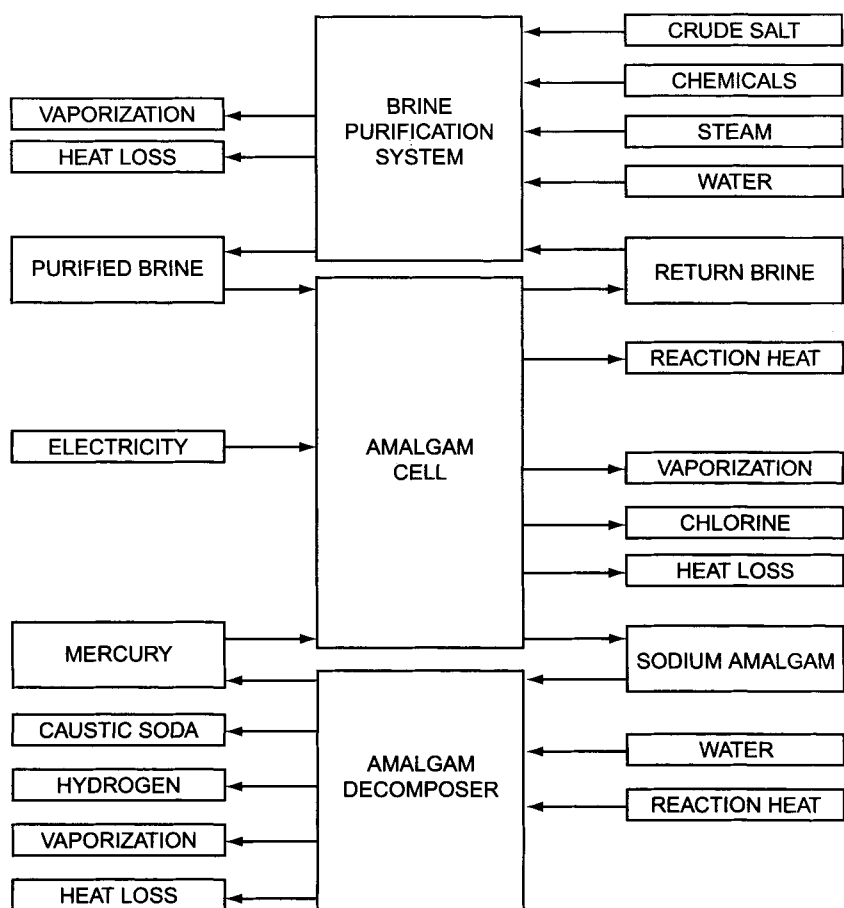 CRUDE SALT
CHEMICALS
VAPORIZATION
BRINE
PURIFICATION
SYSTEM
STEAM
HEAT LOSS
WATER
PURIFIED BRINE
RETURN BRINE
REACTION HEAT
ELECTRICITY
AMALGAM
CELL
VAPORIZATION
CHLORINE
HEAT LOSS
MERCURY
SODIUM AMALGAM
CAUSTIC SODA
WATER
HYDROGEN
AMALGAM
DECOMPOSER
REACTION HEAT
VAPORIZATION
HEAT LOSS